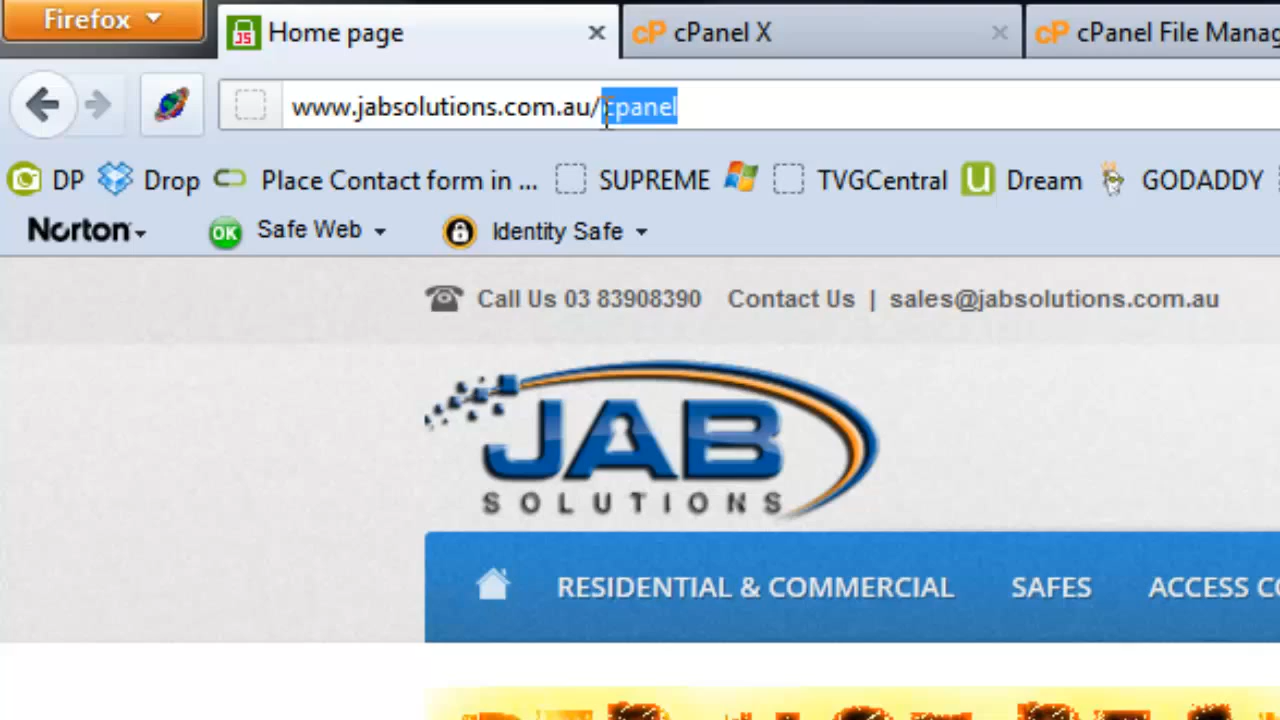 Firefox
Home page
cPanel X
cPanel File Manag
www.jabsolutions.com.au/cpanel
DP Drop Place Contact form in ... SUPREME TVGCentral Dream GODADDY
Norton Safe Web Identity Safe
Call Us 03 83908390 Contact Us | sales@jabsolutions.com.au
JAB
SOLUTIONS
RESIDENTIAL & COMMERCIAL SAFES ACCESS CO